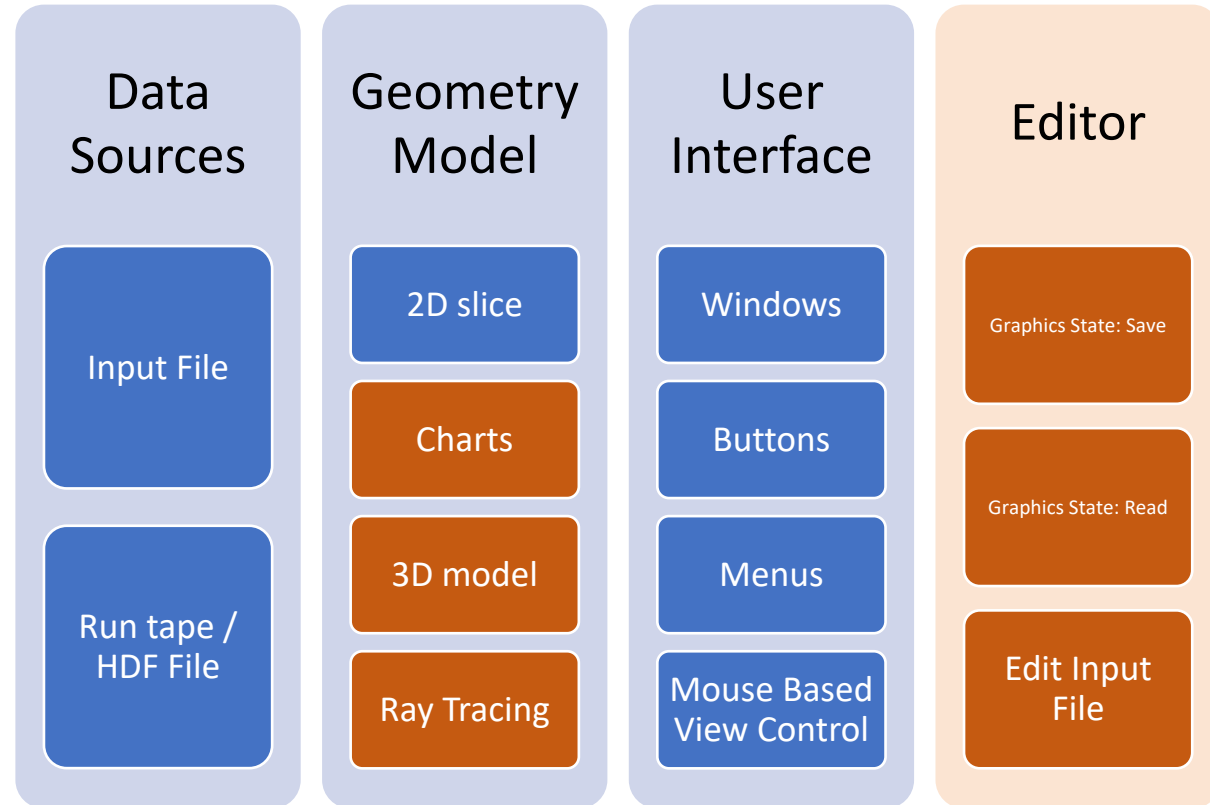 Data
Sources
Input File
Run tape /
HDF File
Geometry
Model
2D slice
Charts
3D model
Ray Tracing
User
Interface
Windows
Buttons
Menus
Mouse Based
View Control
Editor
Graphics State: Save
Graphics State: Read
Edit Input
File